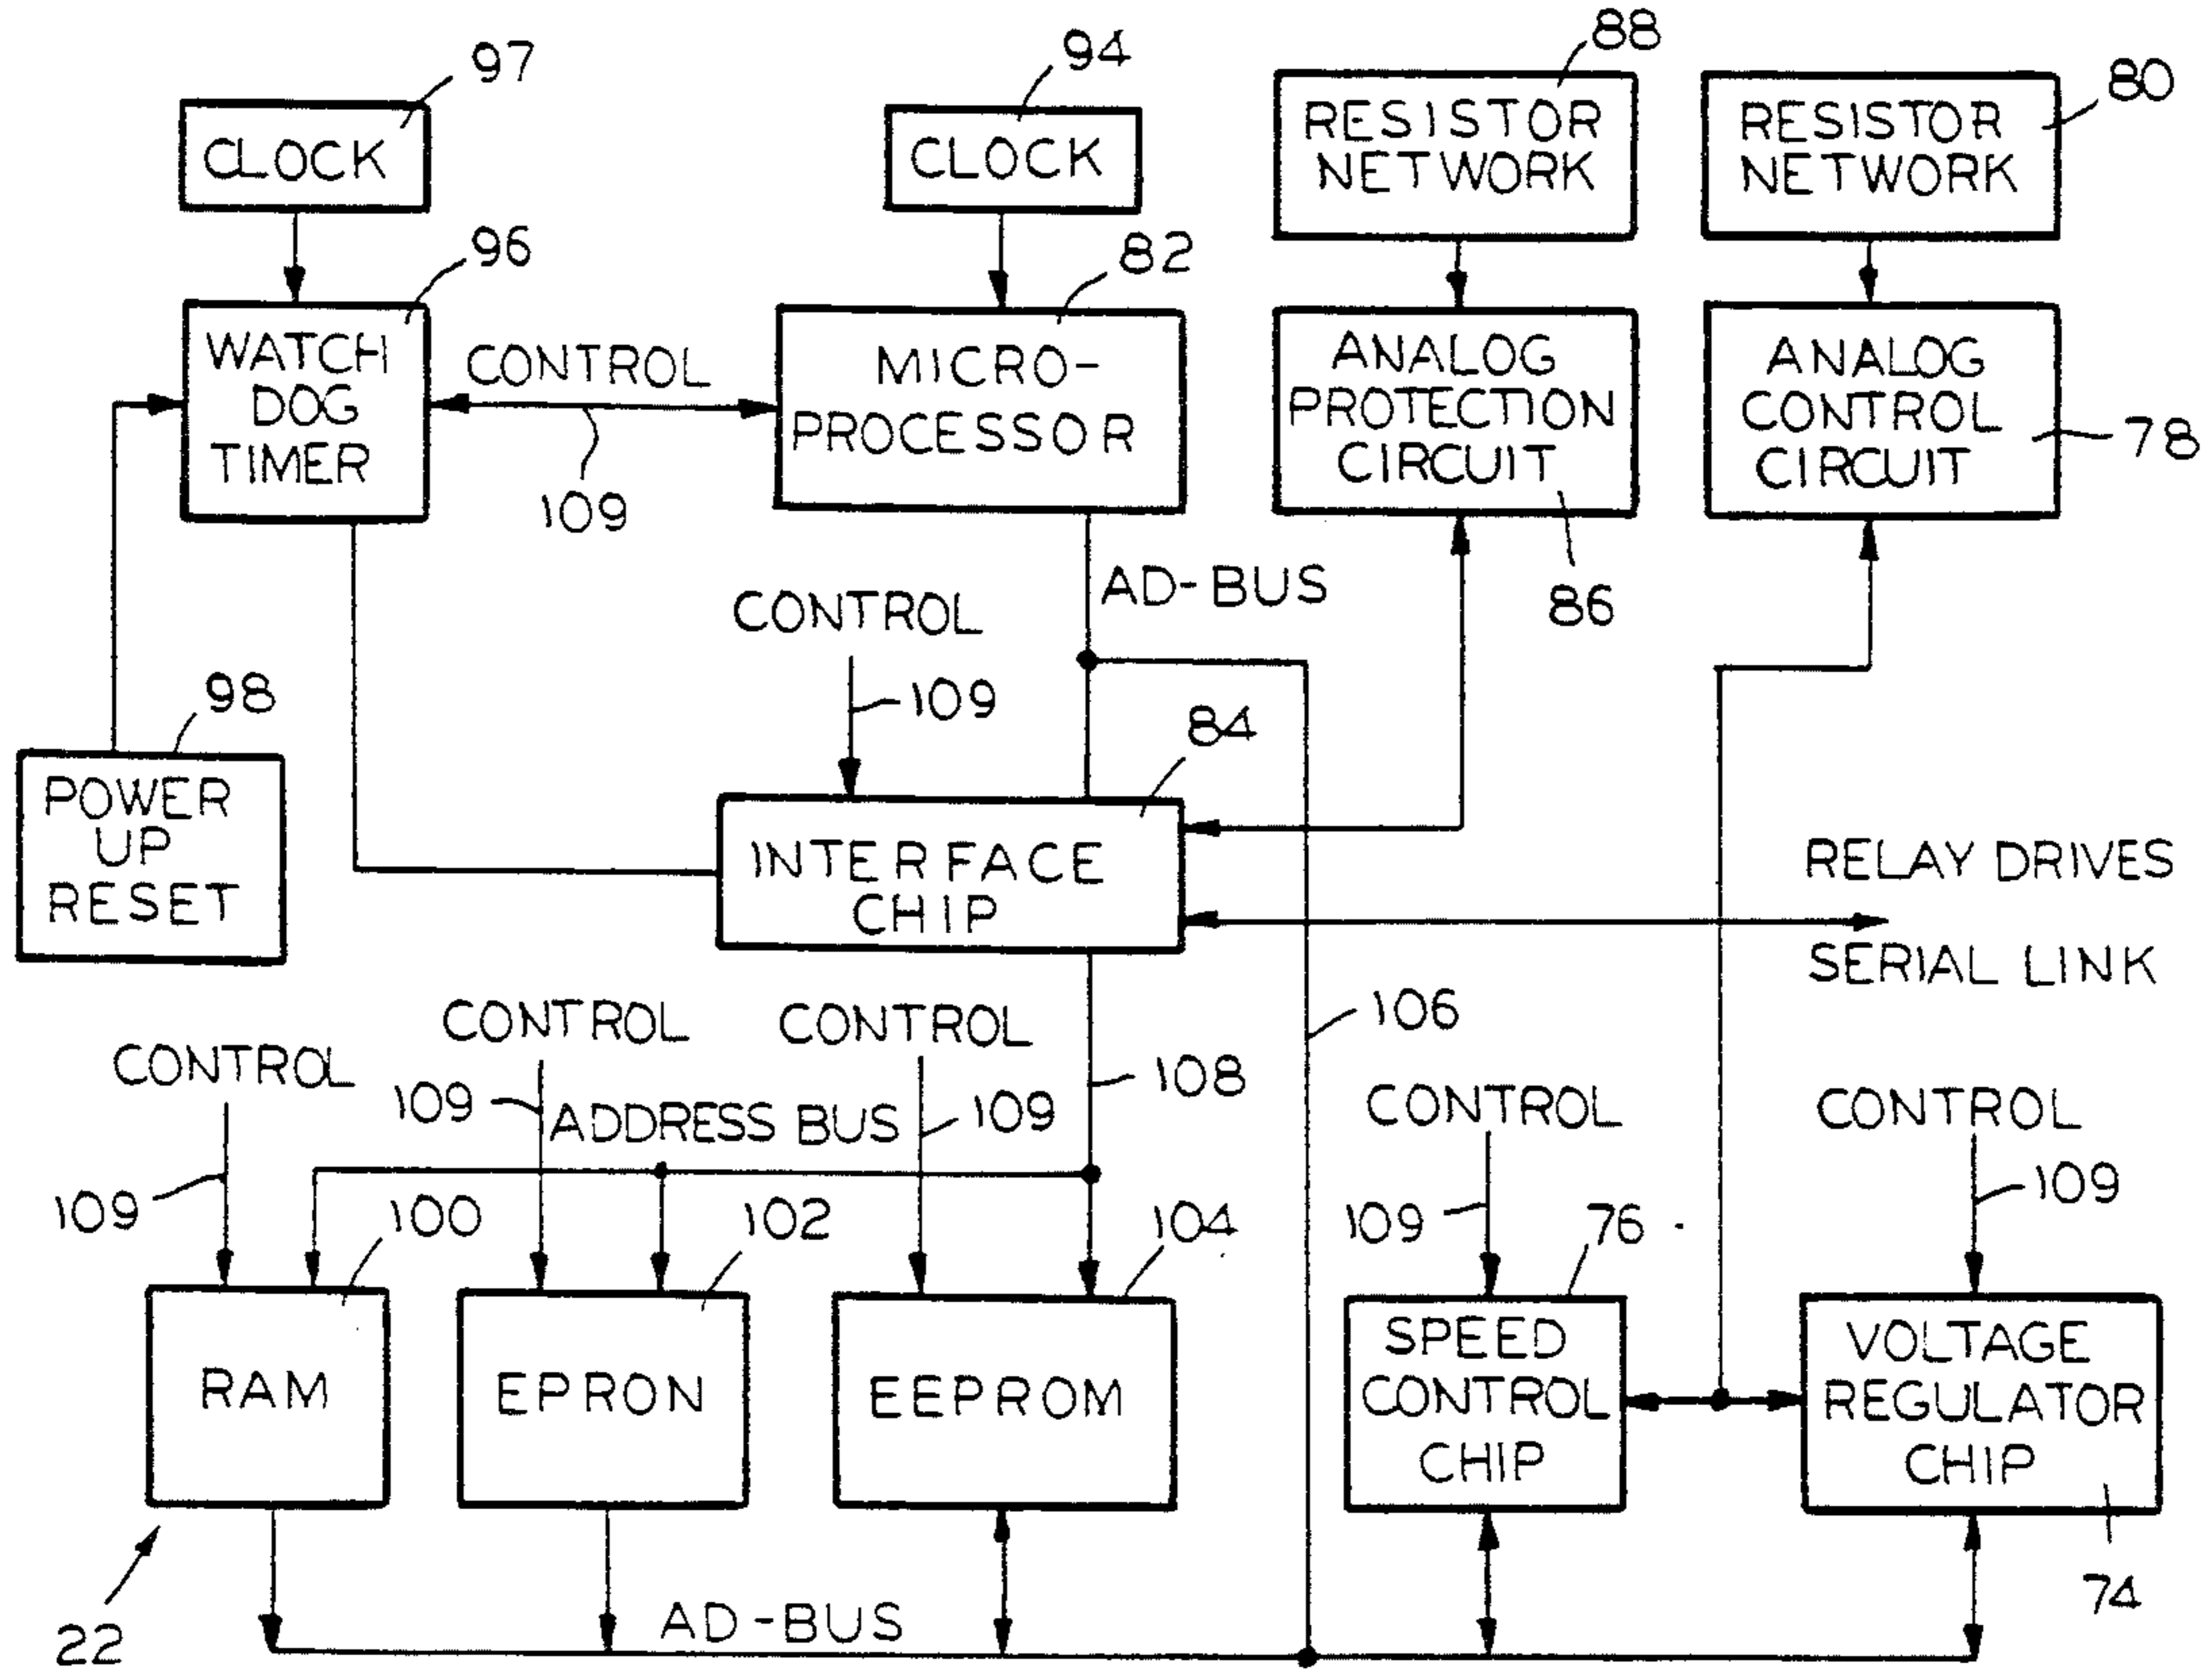 97
CLOCK
94
CLOCK
88
RESISTOR
NETWORK
80
RESISTOR
NETWORK
96
WATCH
DOG
TIMER
CONTROL
109
82
MICRO-
PROCESSOR
ANALOG
PROTECTION
CIRCUIT
86
ANALOG
CONTROL
CIRCUIT
78
AD-BUS
CONTROL
109
98
POWER
UP
RESET
84
INTERFACE
CHIP
RELAY DRIVES
SERIAL LINK
106
108
CONTROL
109
CONTROL
109
CONTROL
109
ADDRESS BUS
CONTROL
109
CONTROL
109
100
RAM
102
EPRON
104
EEPROM
76
SPEED
CONTROL
CHIP
VOLTAGE
REGULATOR
CHIP
74
22
AD-BUS